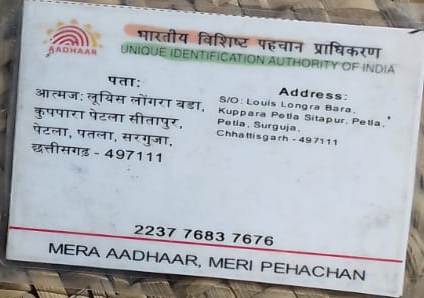 भारतीय विशिष्ट पहचान प्राधिकरण
AADHAAR
UNIQUE IDENTIFICATION AUTHORITY OF INDIA
पता:
आत्मज: लूयिस लोंगरा बडा,
कुपपारा पेटला सीतापुर,
पेटला, पतला, सरगुजा,
छत्तीसगढ़ - 497111
Address:
S/O: Louis Longra Bara,
Kuppara Petla Sitapur, Petla,
Petla, Surguja,
Chhattisgarh - 497111
2237 7683 7676
MERA AADHAAR, MERI PEHACHAN